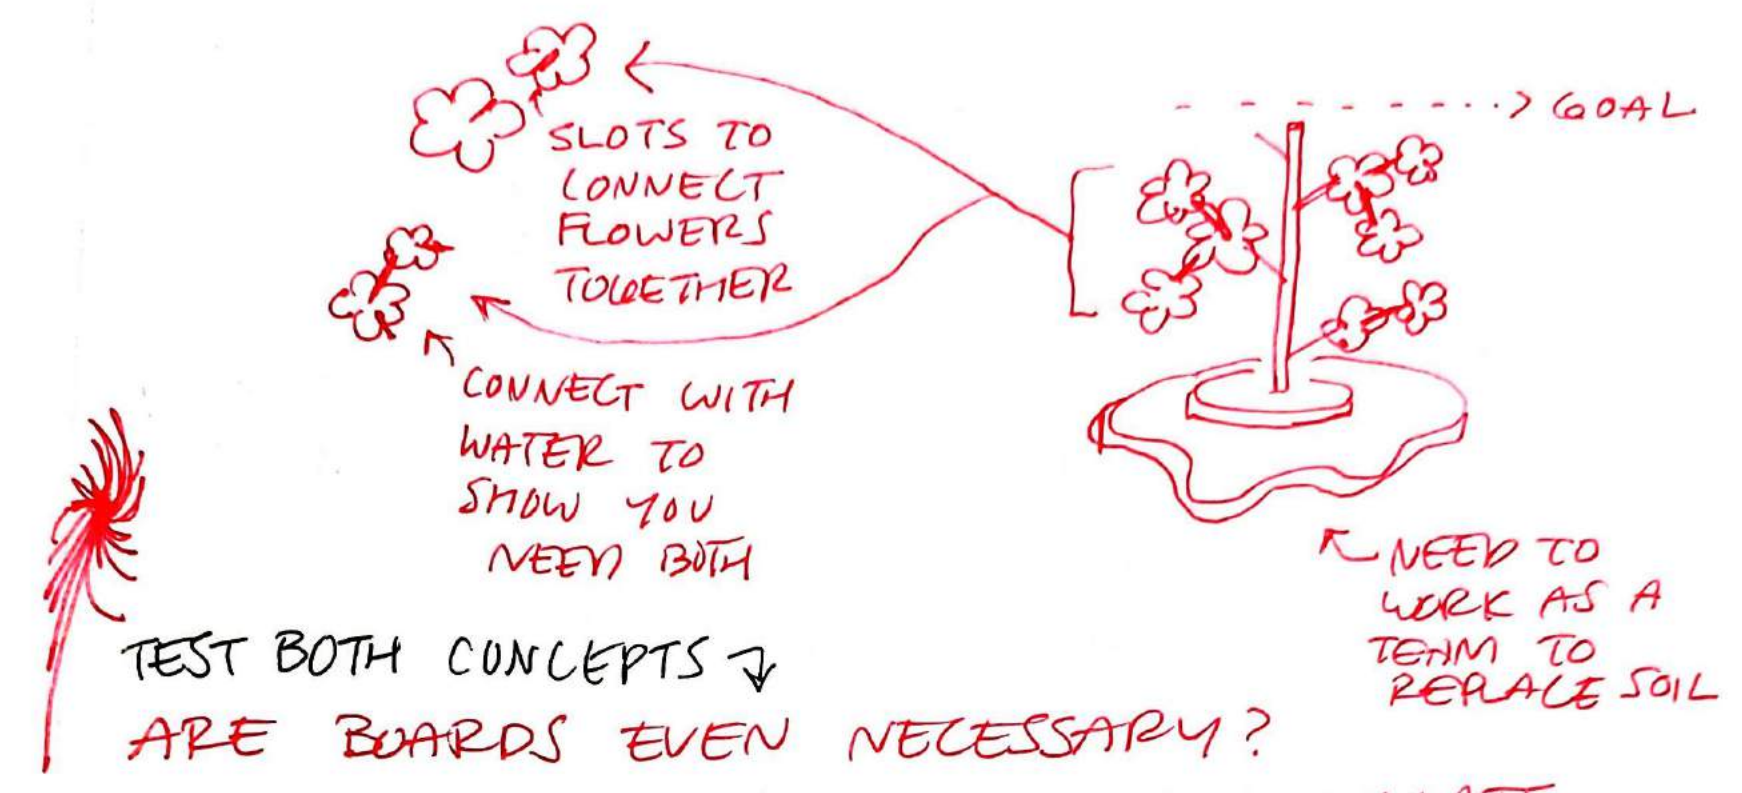 SLOTS TO
CONNECT
FLOWERS
TOGETHER
GOAL
CONNECT WITH
WATER TO
SHOW YOU
NEED BOTH
NEED TO
WORK AS A
TEAM TO
REPLACE SOIL
TEST BOTH CONCEPTS
ARE BOARDS EVEN NECESSARY?